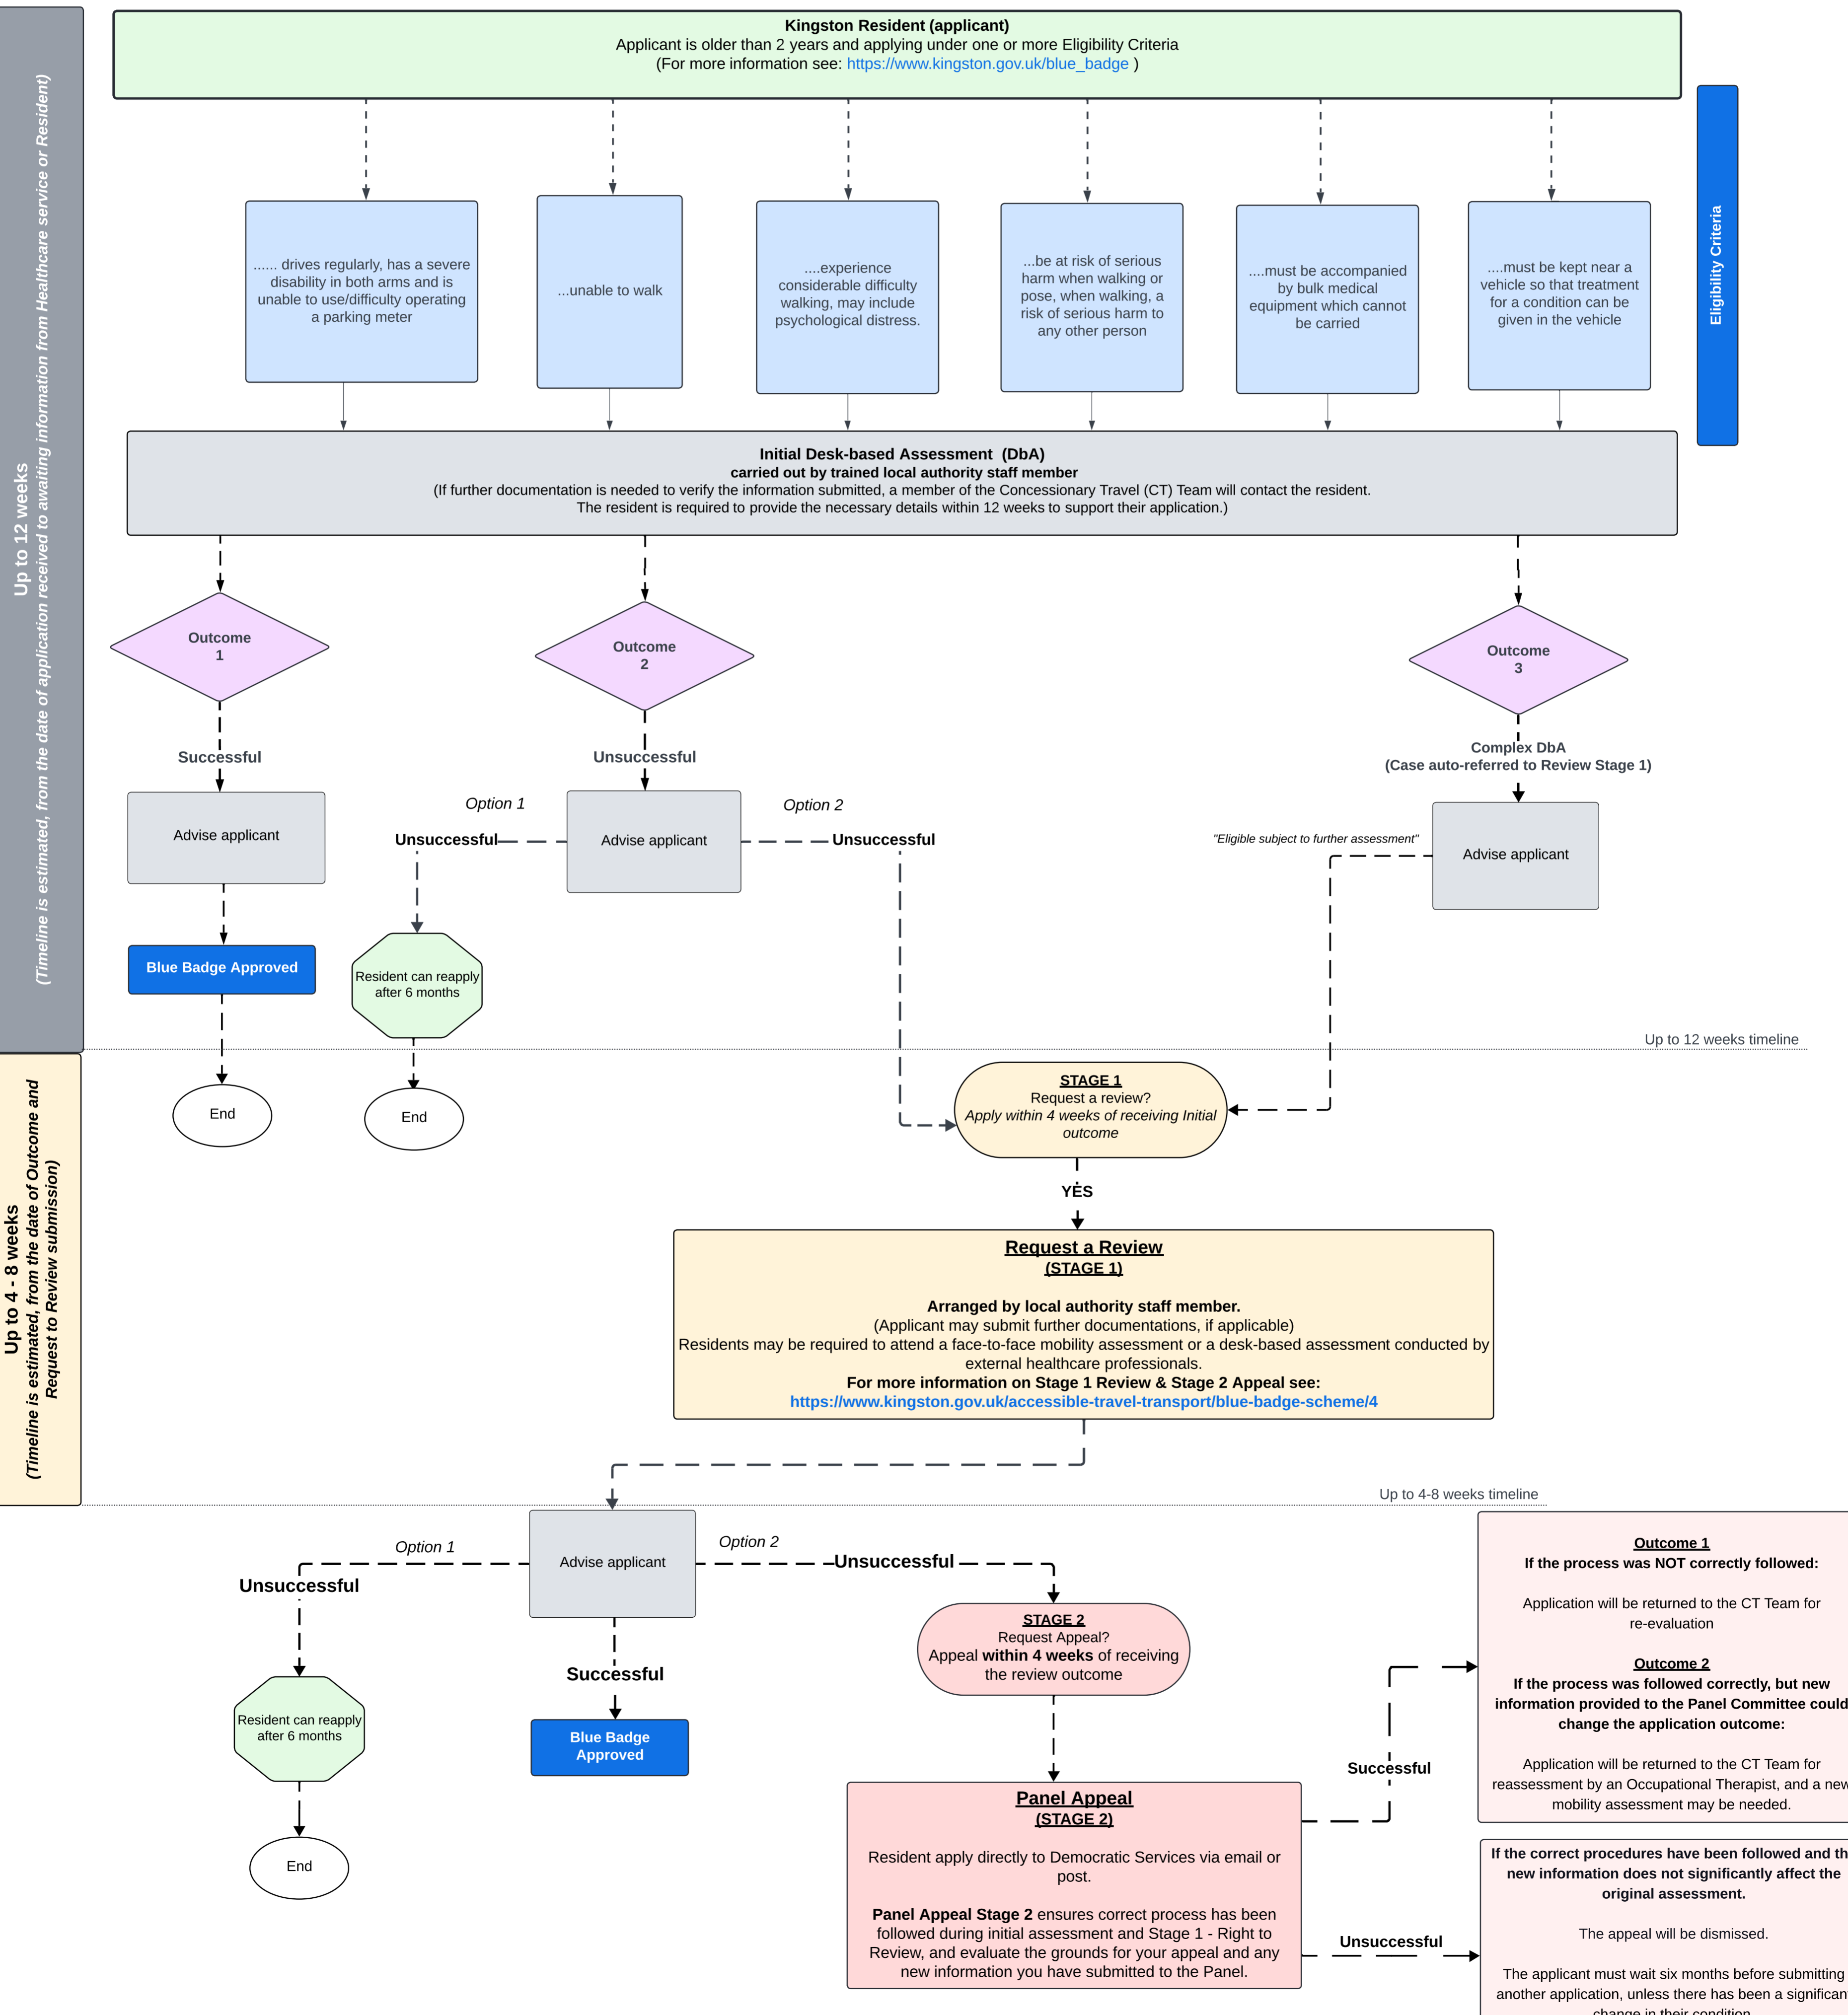 Kingston Resident (applicant)
Applicant is older than 2 years and applying under one or more Eligibility Criteria
(For more information see: https://www.kingston.gov.uk/blue_badge )
Up to 12 weeks
(Timeline is estimated, from the date of application received to awaiting information from Healthcare service or Resident)
Eligibility Criteria
...... drives regularly, has a severe
disability in both arms and is
unable to use/difficulty operating
a parking meter
...unable to walk
....experience
considerable difficulty
walking, may include
psychological distress.
...be at risk of serious
harm when walking or
pose, when walking, a
risk of serious harm to
any other person
....must be accompanied
by bulk medical
equipment which cannot
be carried
....must be kept near a
vehicle so that treatment
for a condition can be
given in the vehicle
Initial Desk-based Assessment (DbA)
carried out by trained local authority staff member
(If further documentation is needed to verify the information submitted, a member of the Concessionary Travel (CT) Team will contact the resident.
The resident is required to provide the necessary details within 12 weeks to support their application.)
Outcome
1
Outcome
2
Outcome
3
Successful
Unsuccessful
Complex DbA
(Case auto-referred to Review Stage 1)
Advise applicant
Option 1
Unsuccessful
Advise applicant
Option 2
Unsuccessful
"Eligible subject to further assessment"
Advise applicant
Blue Badge Approved
Resident can reapply
after 6 months
Up to 12 weeks timeline
End
End
Up to 4 - 8 weeks
(Timeline is estimated, from the date of Outcome and
Request to Review submission)
STAGE 1
Request a review?
Apply within 4 weeks of receiving Initial
outcome
YES
Request a Review
(STAGE 1)
Arranged by local authority staff member.
(Applicant may submit further documentations, if applicable)
Residents may be required to attend a face-to-face mobility assessment or a desk-based assessment conducted by
external healthcare professionals.
For more information on Stage 1 Review & Stage 2 Appeal see:
https://www.kingston.gov.uk/accessible-travel-transport/blue-badge-scheme/4
Up to 4-8 weeks timeline
Option 1
Unsuccessful
Advise applicant
Option 2
Unsuccessful
Successful
Blue Badge
Approved
Resident can reapply
after 6 months
End
STAGE 2
Request Appeal?
Appeal within 4 weeks of receiving
the review outcome
Panel Appeal
(STAGE 2)
Resident apply directly to Democratic Services via email or
post.
Panel Appeal Stage 2 ensures correct process has been
followed during initial assessment and Stage 1 - Right to
Review, and evaluate the grounds for your appeal and any
new information you have submitted to the Panel.
Successful
Outcome 1
If the process was NOT correctly followed:
Application will be returned to the CT Team for
re-evaluation
Outcome 2
If the process was followed correctly, but new
information provided to the Panel Committee could
change the application outcome:
Application will be returned to the CT Team for
reassessment by an Occupational Therapist, and a new
mobility assessment may be needed.
Unsuccessful
If the correct procedures have been followed and
new information does not significantly affect the
original assessment.
The appeal will be dismissed.
The applicant must wait six months before submitting
another application, unless there has been a
change in their condition